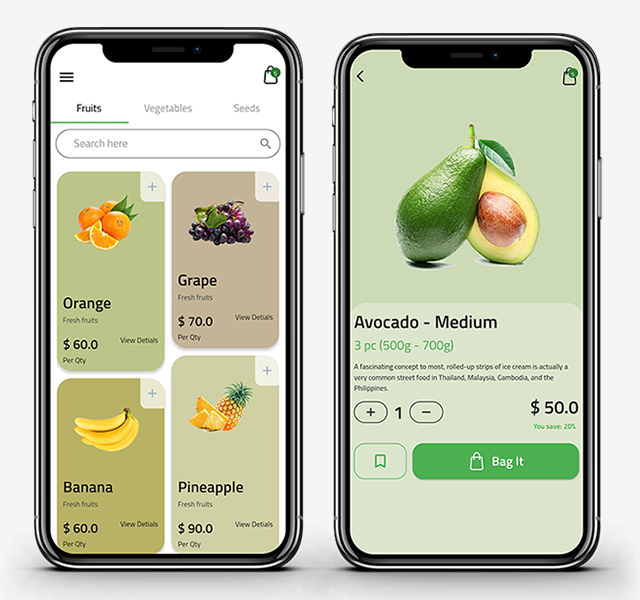 Fruits
Vegetables
Seeds
Search here
+
+
Orange
Fresh fruits
$ 60.0
View Detials
Per Qty
Grape
Fresh fruits
$ 70.0
View Detials
Per Qty
+
+
Banana
Fresh fruits
$ 60.0
View Detials
Per Qty
Pineapple
Fresh fruits
$ 90.0
View Detials
Per Qty
Avocado - Medium
3 pc (500g - 700g)
A fascinating concept to most, rolled-up strips of ice cream is actually a
very common street food in Thailand, Malaysia, Cambodia, and the
Philippines.
+ 1 −
$ 50.0
You save: 20%
Bag It